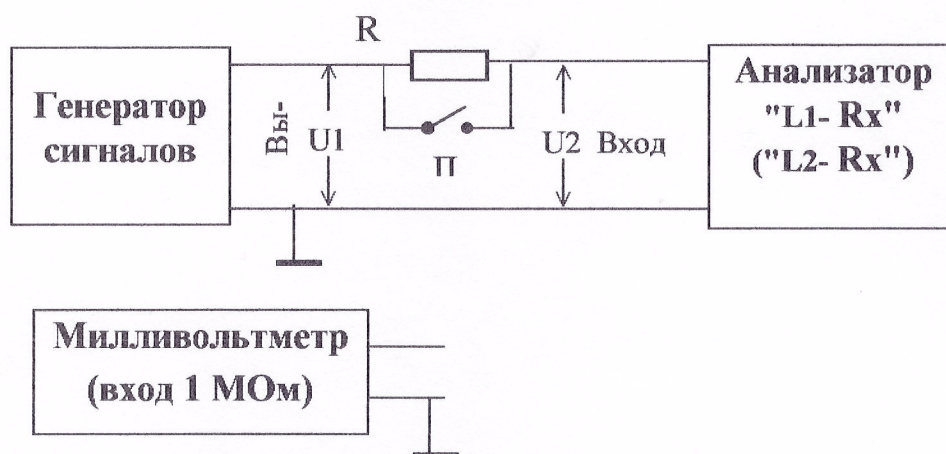 Генератор
сигналов
Вы-
U1
R
П
U2 Вход
Анализатор
"L1- Rx"
("L2- Rx")
Милливольтметр
(вход 1 МОм)